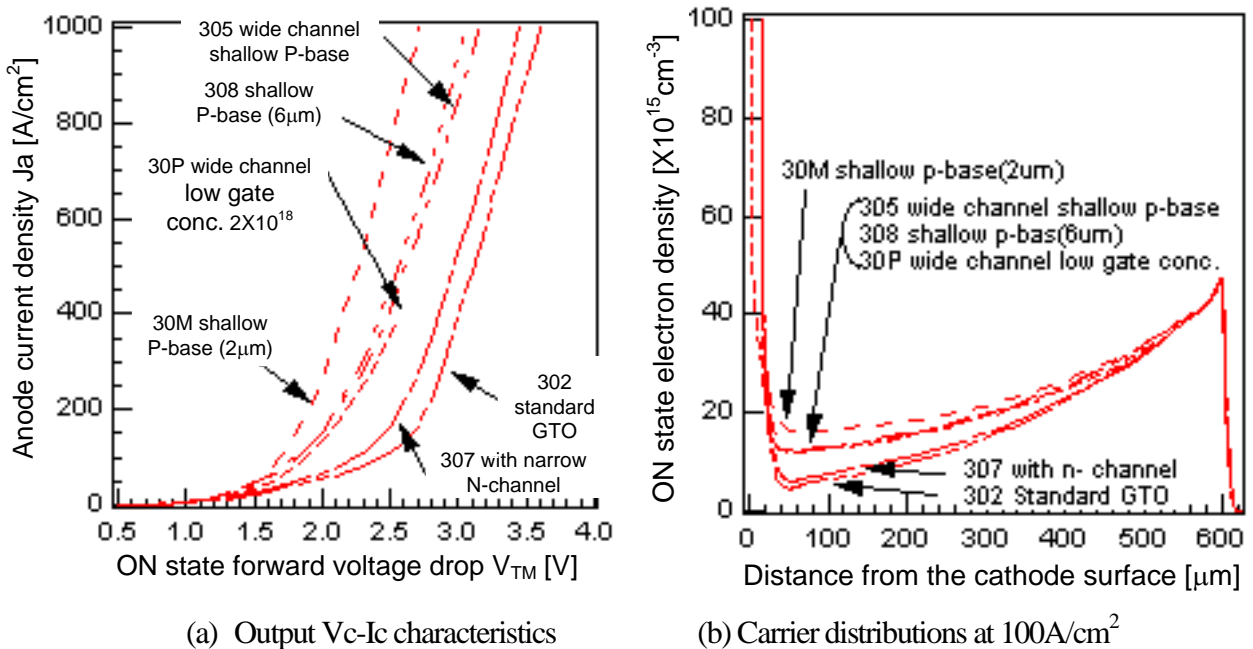 Anode current density Ja [A/cm²]
1000
800
600
400
200
0
305 wide channel
shallow P-base
308 shallow
P-base (6μm)
30P wide channel
low gate
conc. 2X10¹⁸
30M shallow
P-base (2μm)
302
standard
GTO
307 with narrow
N-channel
0.5 1.0 1.5 2.0 2.5 3.0 3.5 4.0
ON state forward voltage drop V_TM [V]
(a) Output Vc-Ic characteristics
ON state electron density [X10¹⁵cm⁻³]
100
80
60
40
20
0
30M shallow p-base(2um)
305 wide channel shallow p-base
308 shallow p-bas(6um)
30P wide channel low gate conc.
307 with n- channel
302 Standard GTO
0 100 200 300 400 500 600
Distance from the cathode surface [μm]
(b) Carrier distributions at 100A/cm²